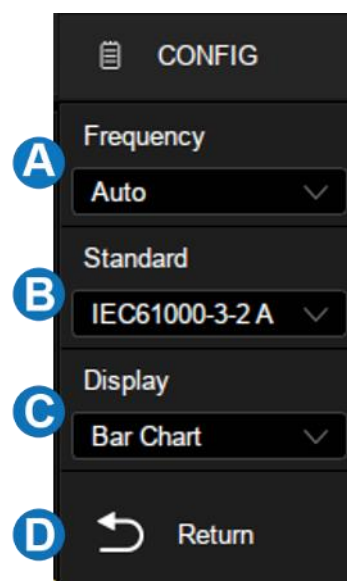 CONFIG
Frequency
A
Auto
Standard
B
IEC61000-3-2 A
Display
C
Bar Chart
D
Return